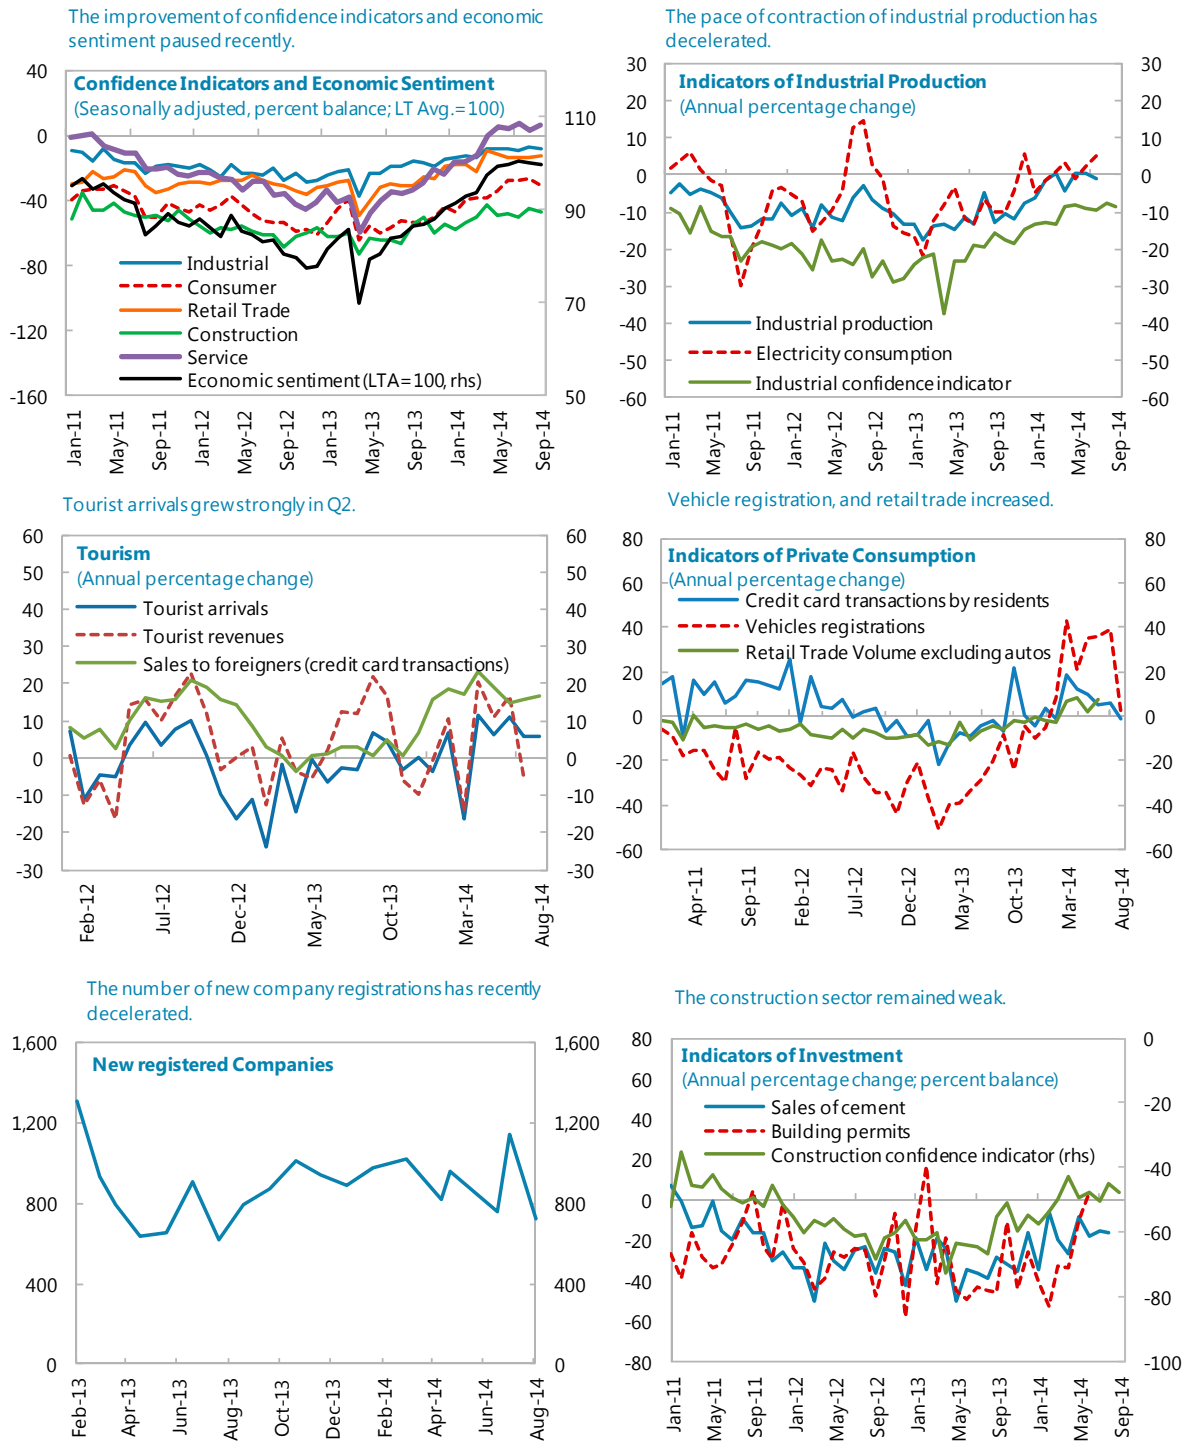 The improvement of confidence indicators and economic
sentiment paused recently.
40
0
-40
-80
-120
-160
110
90
70
50
Confidence Indicators and Economic Sentiment
(Seasonally adjusted, percent balance; LT Avg.=100)
Industrial
Consumer
Retail Trade
Construction
Service
Economic sentiment (LTA=100, rhs)
Jan-11
May-11
Sep-11
Jan-12
May-12
Sep-12
Jan-13
May-13
Sep-13
Jan-14
May-14
Sep-14
The pace of contraction of industrial production has
decelerated.
30
20
10
0
-10
-20
-30
-40
-50
-60
30
20
10
0
-10
-20
-30
-40
-50
-60
Indicators of Industrial Production
(Annual percentage change)
Industrial production
Electricity consumption
Industrial confidence indicator
Jan-11
May-11
Sep-11
Jan-12
May-12
Sep-12
Jan-13
May-13
Sep-13
Jan-14
May-14
Sep-14
Tourist arrivals grew strongly in Q2.
60
50
40
30
20
10
0
-10
-20
-30
60
50
40
30
20
10
0
-10
-20
-30
Tourism
(Annual percentage change)
Tourist arrivals
Tourist revenues
Sales to foreigners (credit card transactions)
Feb-12
Jul-12
Dec-12
May-13
Oct-13
Mar-14
Aug-14
Vehicle registration, and retail trade increased.
80
60
40
20
0
-20
-40
-60
80
60
40
20
0
-20
-40
-60
Indicators of Private Consumption
(Annual percentage change)
Credit card transactions by residents
Vehicles registrations
Retail Trade Volume excluding autos
Apr-11
Sep-11
Feb-12
Jul-12
Dec-12
May-13
Oct-13
Mar-14
Aug-14
The number of new company registrations has recently
decelerated.
1,600
1,200
800
400
0
1,600
1,200
800
400
0
New registered Companies
Feb-13
Apr-13
Jun-13
Aug-13
Oct-13
Dec-13
Feb-14
Apr-14
Jun-14
Aug-14
The construction sector remained weak.
80
60
40
20
0
-20
-40
-60
-80
0
-20
-40
-60
-80
-100
Indicators of Investment
(Annual percentage change; percent balance)
Sales of cement
Building permits
Construction confidence indicator (rhs)
Jan-11
May-11
Sep-11
Jan-12
May-12
Sep-12
Jan-13
May-13
Sep-13
Jan-14
May-14
Sep-14